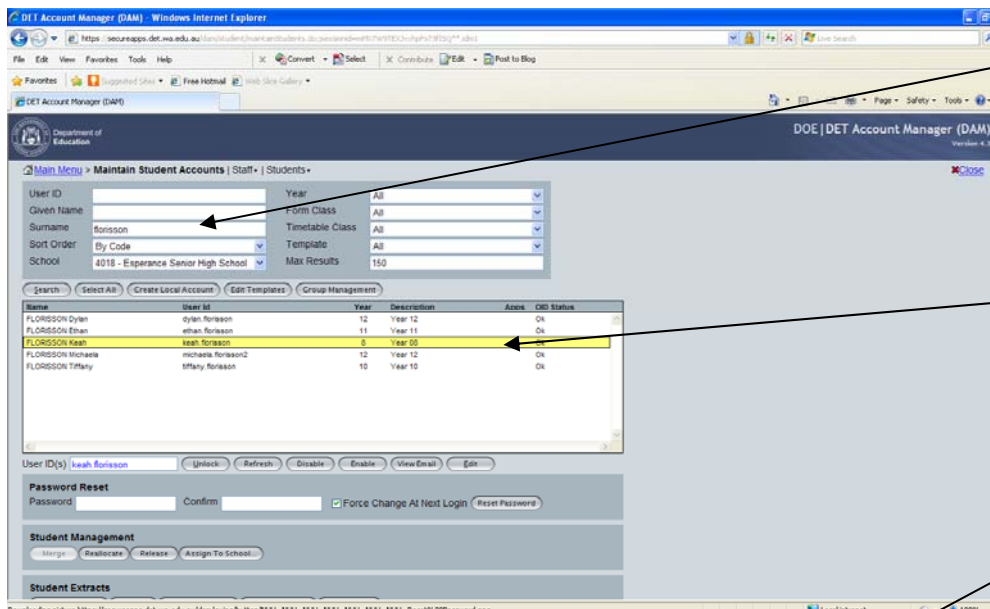 DET Account Manager (DAM) - Windows Internet Explorer
https://secureapps.det.wa.edu.au/dam/student/
Live Search
File Edit View Favorites Tools Help
Convert Select
Contribute Edit Post to Blog
Favorites Suggested Sites Free Hotmail Web Slice Gallery
DET Account Manager (DAM)
Page Safety Tools
Department of
Education
DOE | DET Account Manager (DAM)
Main Menu > Maintain Student Accounts | Staff | Students
Close
User ID
Year All
Given Name
Form Class All
Surname florisson
Timetable Class All
Sort Order By Code
Template All
School 4018 - Esperance Senior High School
Max Results 150
Search Select All Create Local Account Edit Templates Group Management
Name User Id Year Description Apps OID Status
FLORISSON Dylan dylan.florisson 12 Year 12 Ok
FLORISSON Ethan ethan.florisson 11 Year 11 Ok
FLORISSON Keah keah.florisson 8 Year 08 Ok
FLORISSON Michaela michaela.florisson2 12 Year 12 Ok
FLORISSON Tiffany tiffany.florisson 10 Year 10 Ok
User ID(s) keah.florisson Unlock Refresh Disable Enable View Email Edit
Password Reset
Password Confirm Force Change At Next Login Reset Password
Student Management
Merge Reallocate Release Assign To School...
Student Extracts